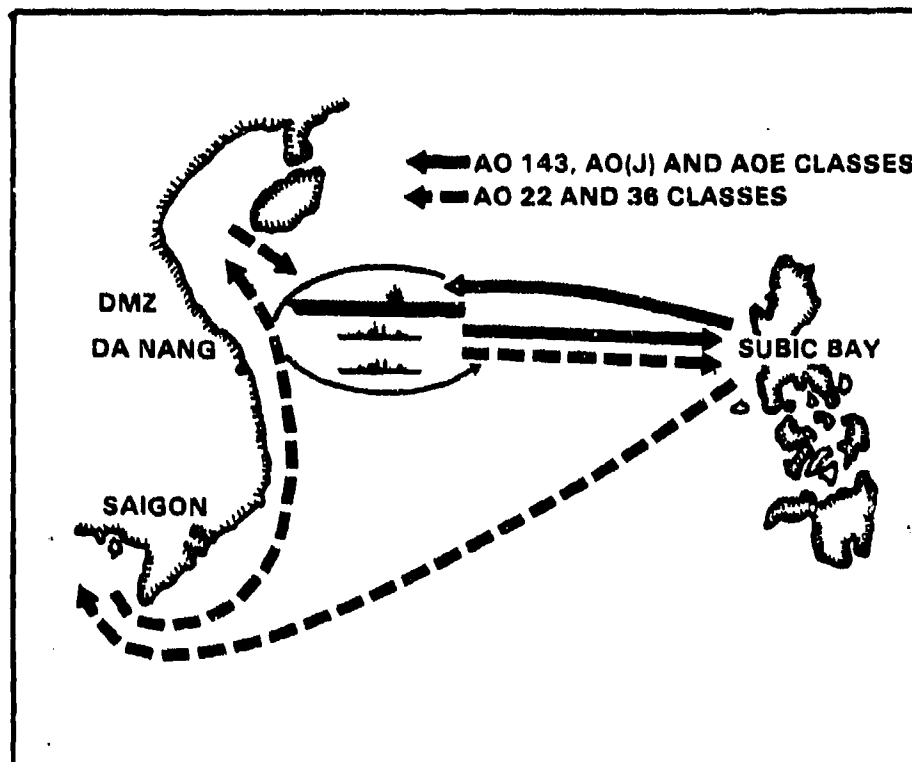 AO 143, AO(J) AND AOE CLASSES
AO 22 AND 36 CLASSES
DMZ
DA NANG
SUBIC BAY
SAIGON